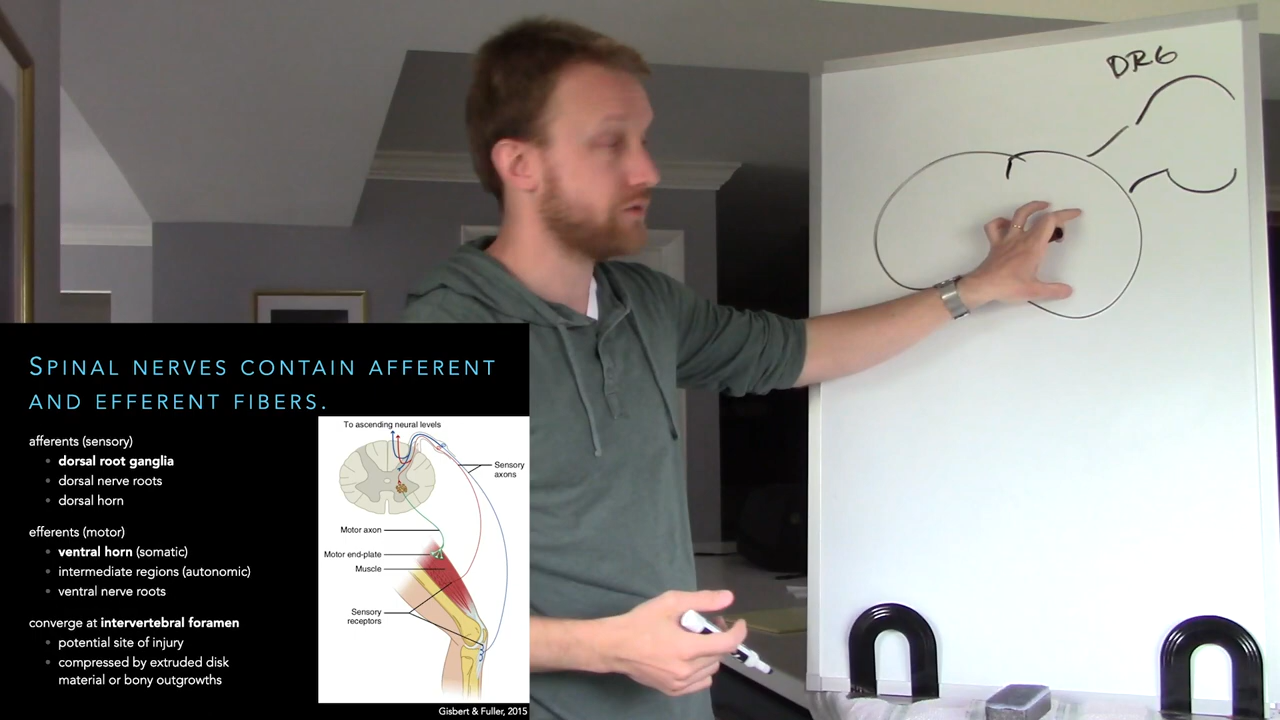 DRG
SPINAL NERVES CONTAIN AFFERENT
AND EFFERENT FIBERS.
afferents (sensory)
• dorsal root ganglia
• dorsal nerve roots
• dorsal horn
efferents (motor)
• ventral horn (somatic)
• intermediate regions (autonomic)
• ventral nerve roots
converge at intervertebral foramen
• potential site of injury
• compressed by extruded disk
material or bony outgrowths
To ascending neural levels
Sensory
axons
Motor axon
Motor end-plate
Muscle
Sensory
receptors
Gisbert & Fuller, 2015